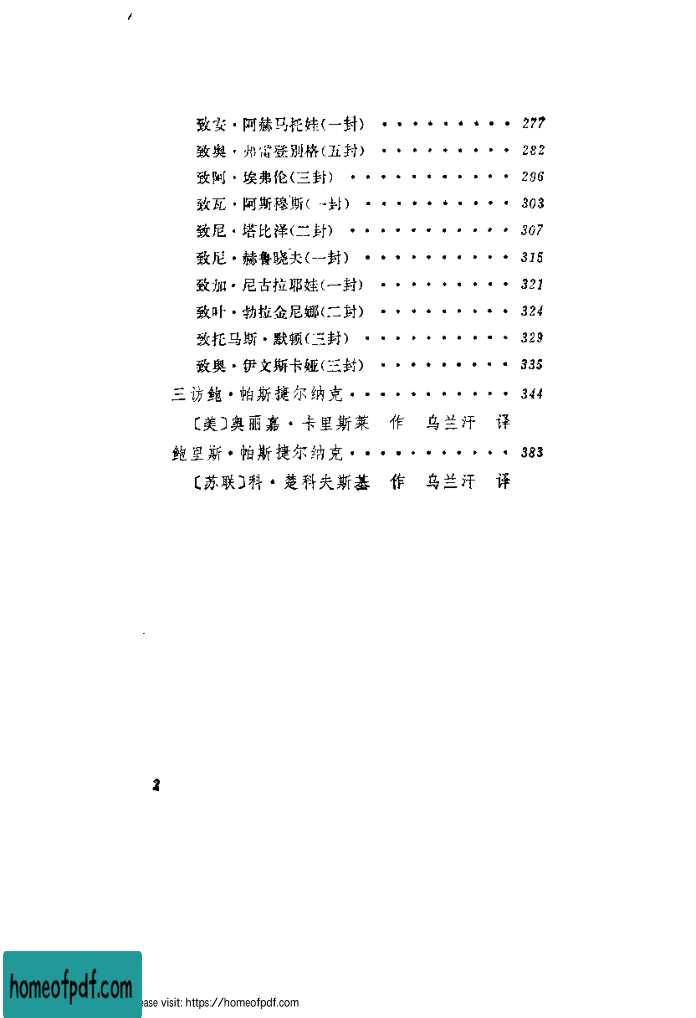 致安·阿赫马托娃(一封) ········· 277
致奥·弗雷登别格(五封) ········· 282
致阿·埃弗伦(三封) ··········· 296
致瓦·阿斯穆斯(一封) ·········· 303
致尼·塔比泽(二封) ··········· 307
致尼·赫鲁晓夫(一封) ·········· 315
致加·尼古拉耶娃(一封) ········· 321
致叶·勃拉金尼娜(二封) ········· 324
致托马斯·默顿(三封) ·········· 329
致奥·伊文斯卡娅(三封) ········· 335
三访鲍·帕斯捷尔纳克··········· 344
〔美〕奥丽嘉·卡里斯莱 作 乌兰汗 译
鲍里斯·帕斯捷尔纳克··········· 383
〔苏联〕科·楚科夫斯基 作 乌兰汗 译
2
homeofpdf.com
ease visit: https://homeofpdf.com